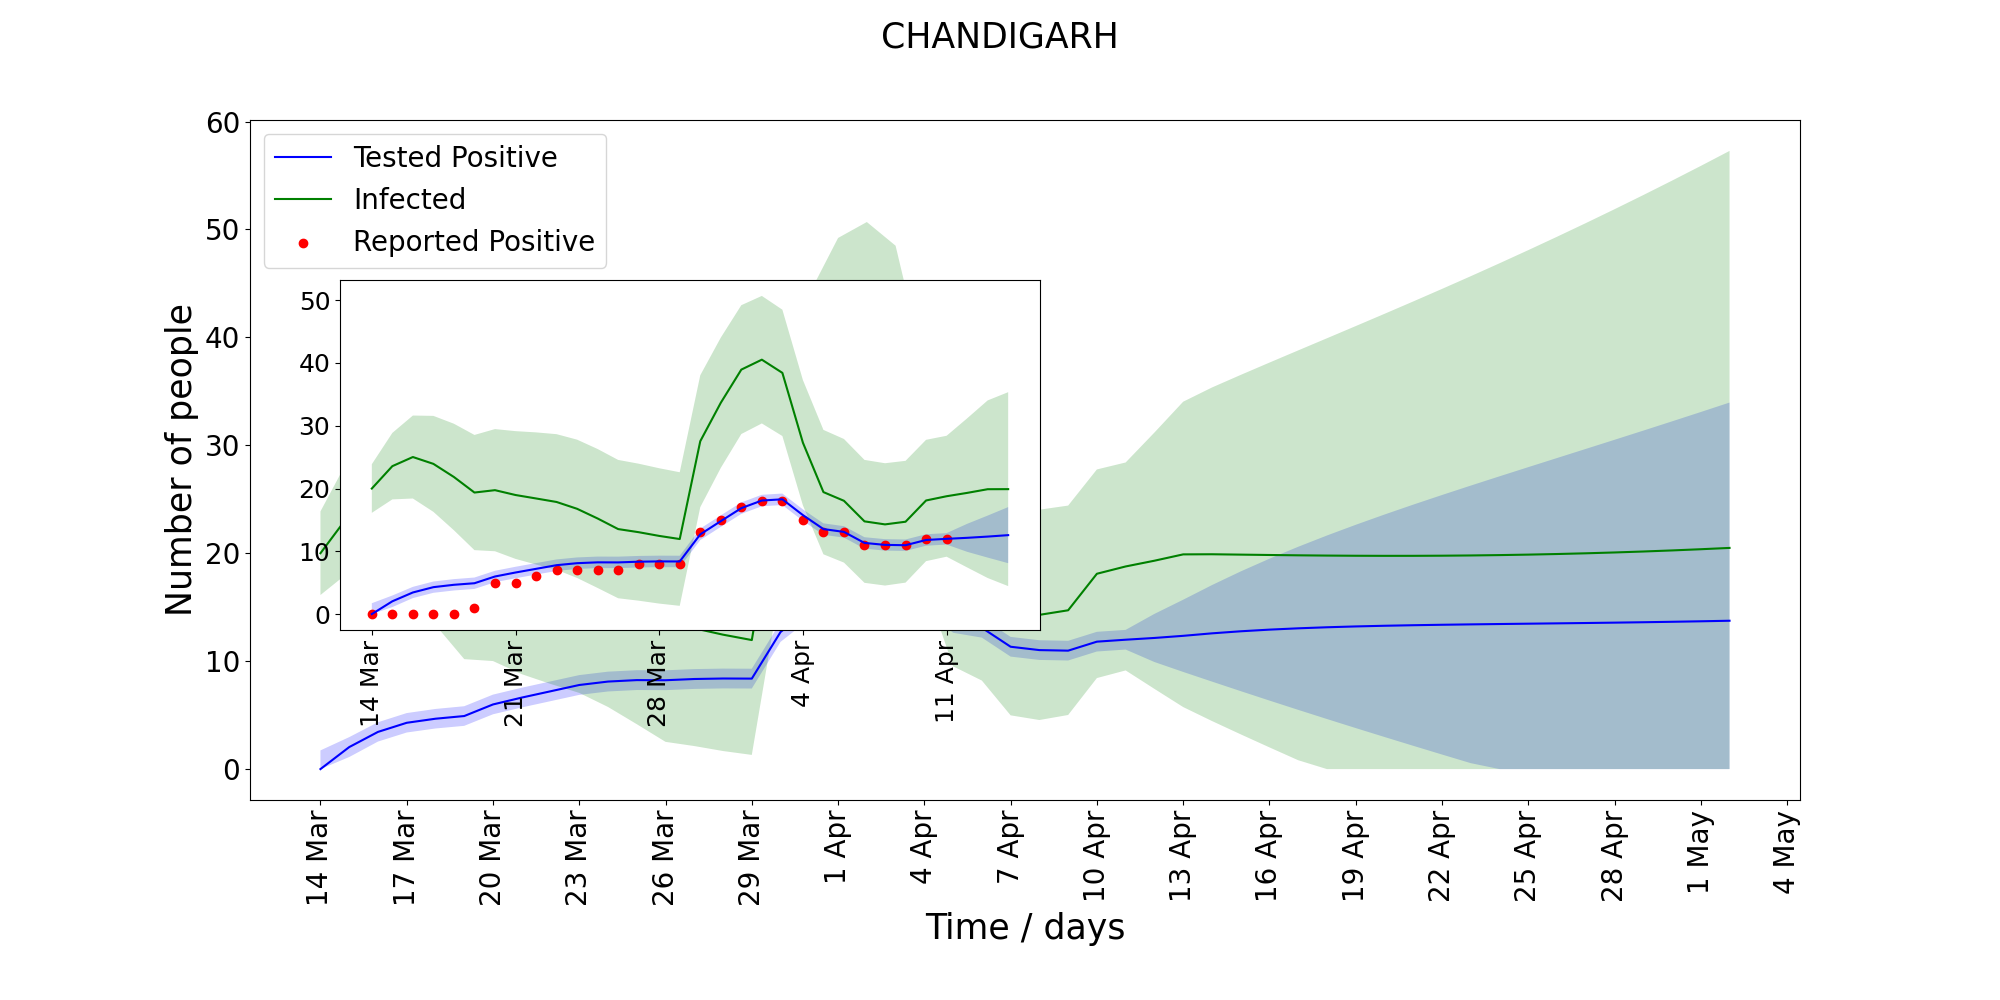 CHANDIGARH
60
50
40
30
20
10
0
Number of people
Tested Positive
Infected
Reported Positive
50
40
30
20
10
0
14 Mar
21 Mar
28 Mar
4 Apr
11 Apr
14 Mar
17 Mar
20 Mar
23 Mar
26 Mar
29 Mar
1 Apr
4 Apr
7 Apr
10 Apr
13 Apr
16 Apr
19 Apr
22 Apr
25 Apr
28 Apr
1 May
4 May
Time / days